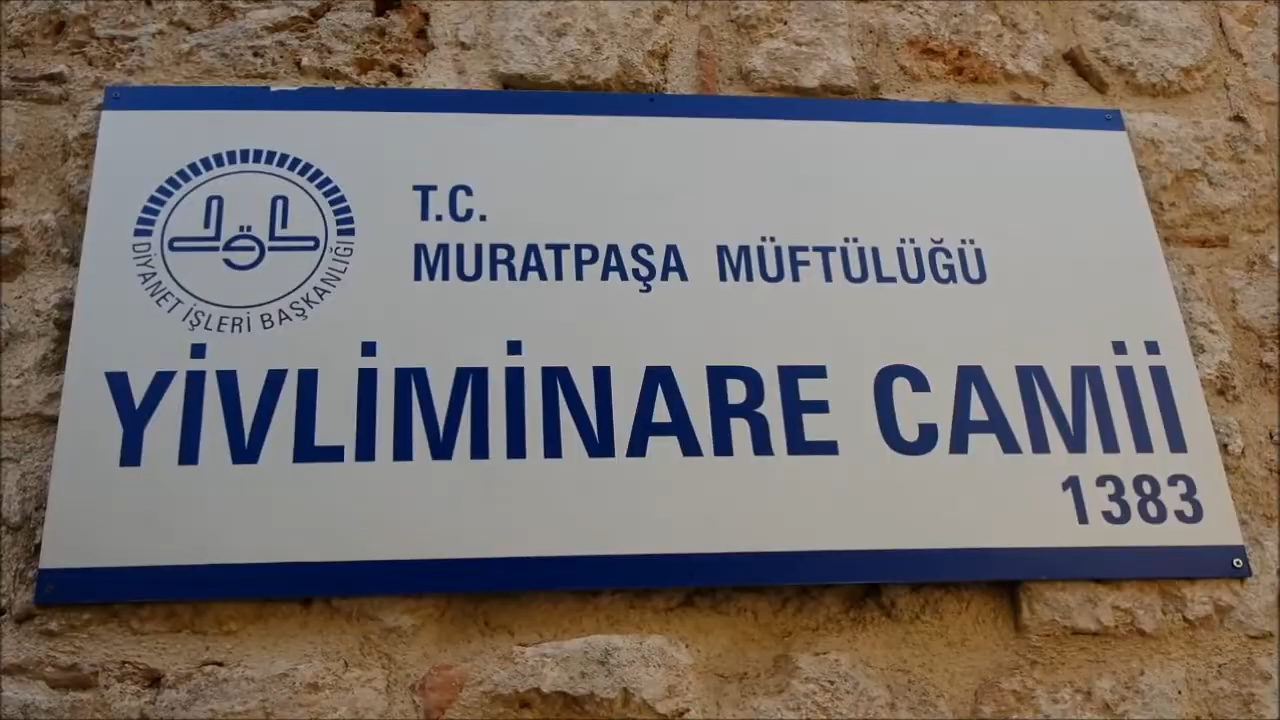 DİYANET İŞLERİ BAŞKANLIĞI
T.C.
MURATPAŞA MÜFTÜLÜĞÜ
YİVLİMİNARE CAMİİ
1383